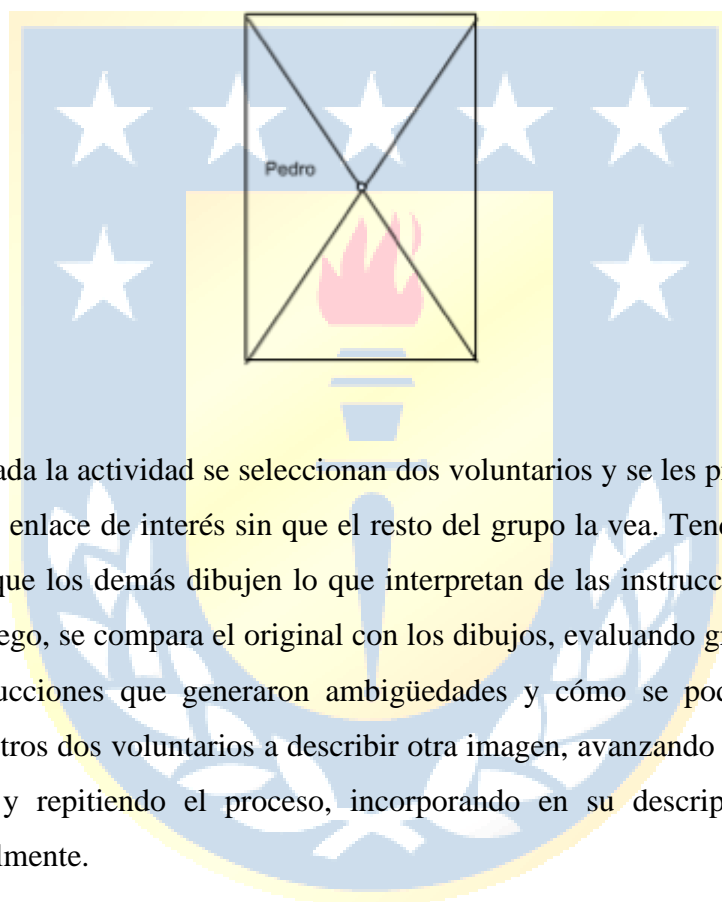 Pedro
ada la actividad se seleccionan dos voluntarios y se les p
enlace de interés sin que el resto del grupo la vea. Tend
que los demás dibujen lo que interpretan de las instrucc
ego, se compara el original con los dibujos, evaluando g
ucciones que generaron ambigüedades y cómo se poc
tros dos voluntarios a describir otra imagen, avanzando
y repitiendo el proceso, incorporando en su descrip
lmente.